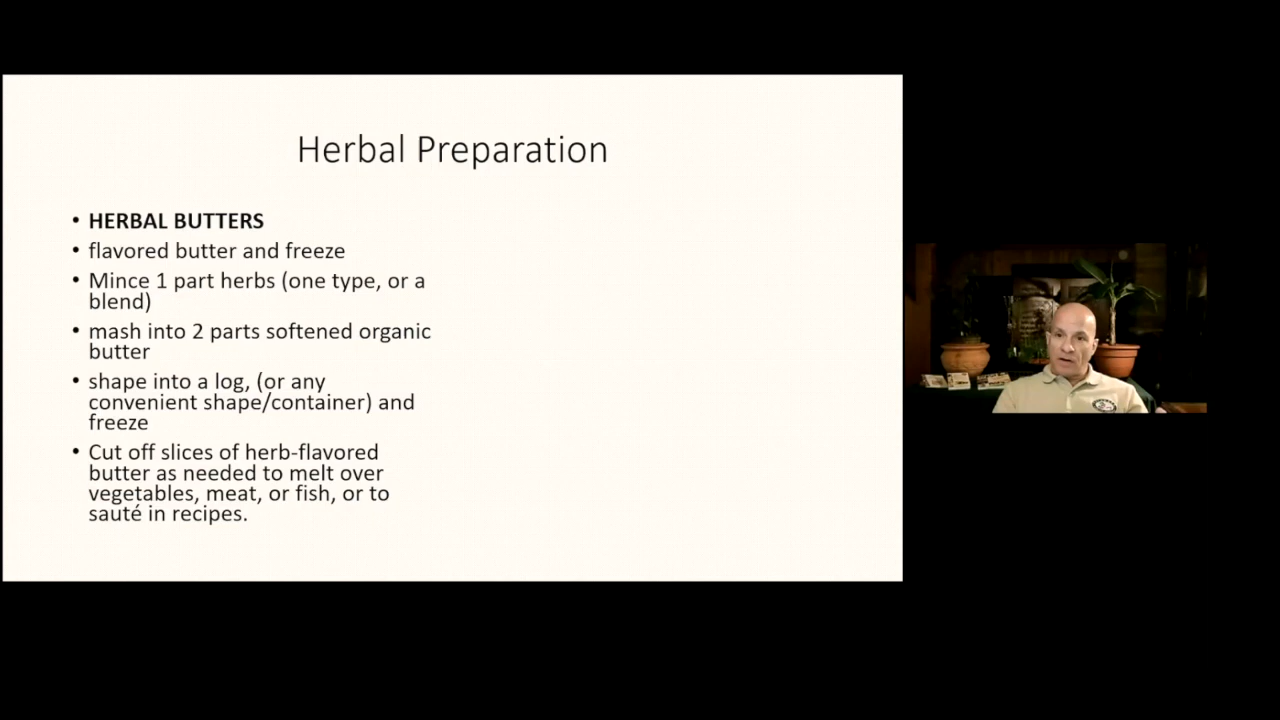 Herbal Preparation
• HERBAL BUTTERS
• flavored butter and freeze
• Mince 1 part herbs (one type, or a
blend)
• mash into 2 parts softened organic
butter
• shape into a log, (or any
convenient shape/container) and
freeze
• Cut off slices of herb-flavored
butter as needed to melt over
vegetables, meat, or fish, or to
sauté in recipes.